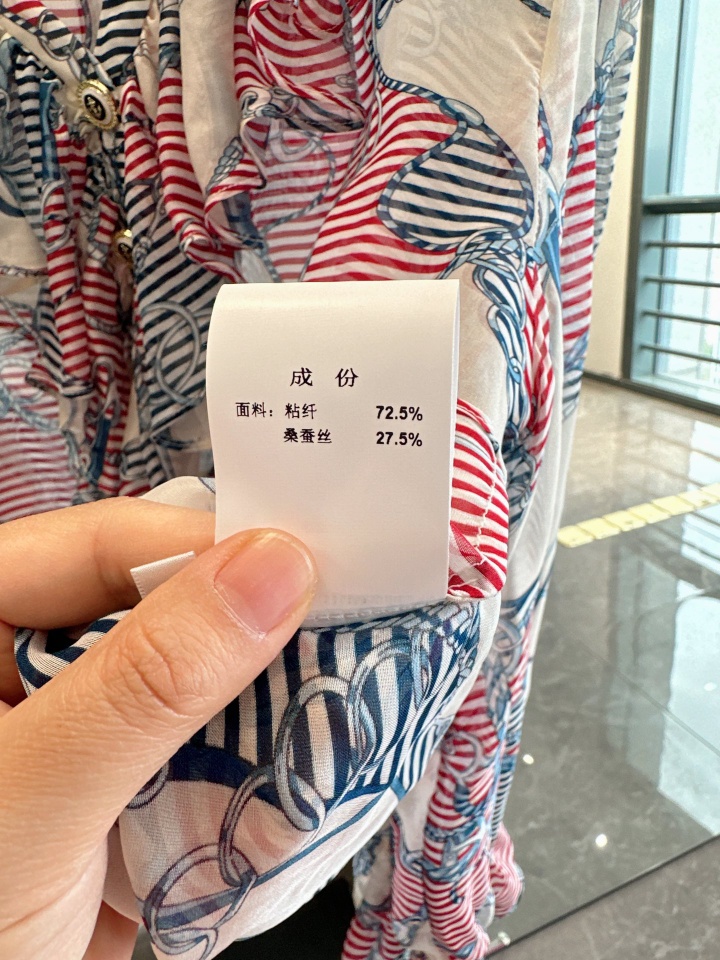 成 份
面料：粘纤 72.5%
桑蚕丝 27.5%